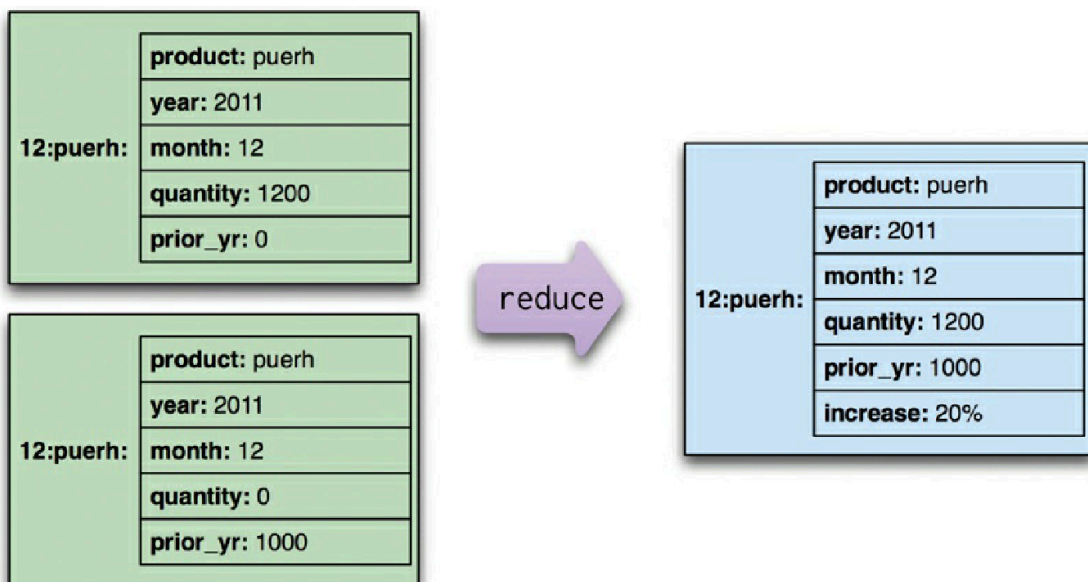 12:puerh:
product: puerh
year: 2011
month: 12
quantity: 1200
prior_yr: 0
12:puerh:
product: puerh
year: 2011
month: 12
quantity: 0
prior_yr: 1000
reduce
12:puerh:
product: puerh
year: 2011
month: 12
quantity: 1200
prior_yr: 1000
increase: 20%